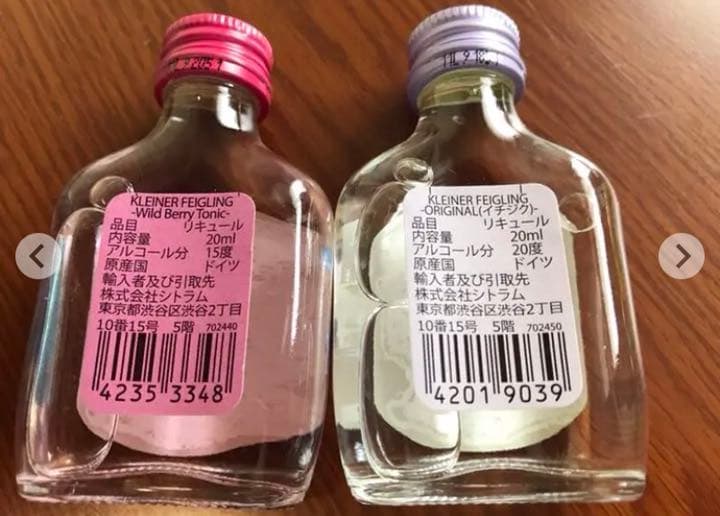 KLEINER FEIGLING
-Wild Berry Tonic-
品目 リキュール
内容量 20ml
アルコール分 15度
原産国 ドイツ
輸入者及び引取先
株式会社シトラム
東京都渋谷区渋谷2丁目
10番15号 5階 702440
4235 3348
KLEINER FEIGLING
-ORIGINAL(イチジク)-
品目 リキュール
内容量 20ml
アルコール分 20度
原産国 ドイツ
輸入者及び引取先
株式会社シトラム
東京都渋谷区渋谷2丁目
10番15号 5階 702450
4201 9039